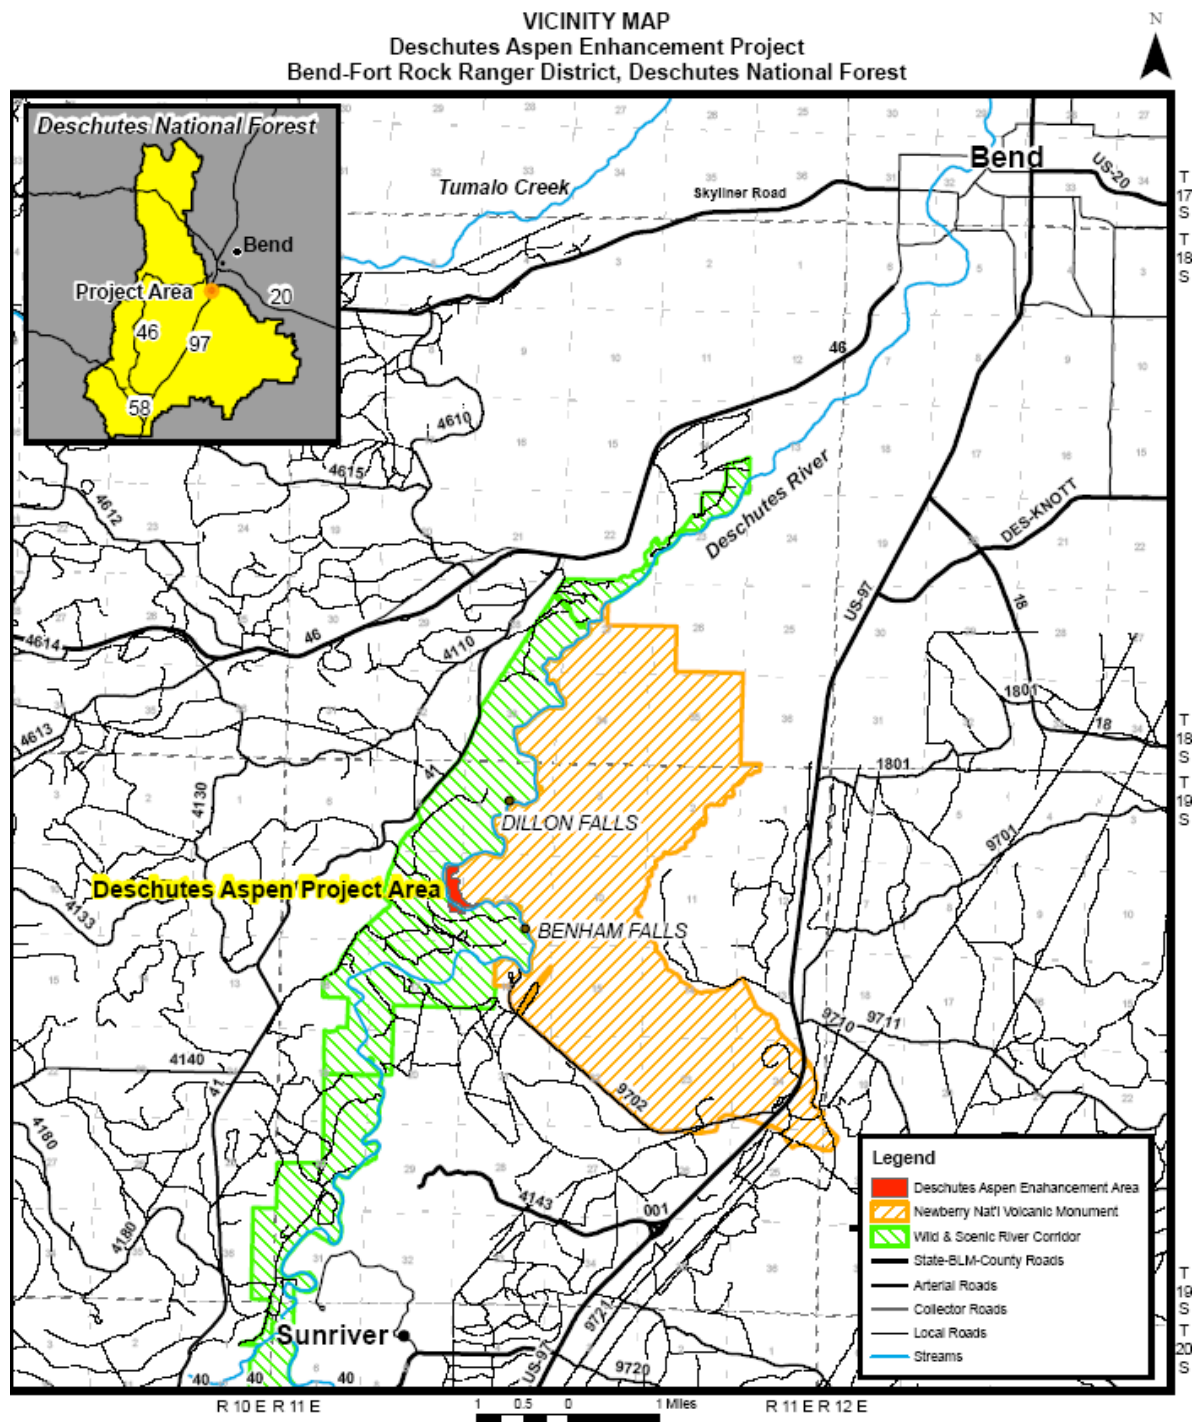 VICINITY MAP
Deschutes Aspen Enhancement Project
Bend-Fort Rock Ranger District, Deschutes National Forest
N
Deschutes National Forest
Bend
Project Area
20
46
97
58
Tumalo Creek
Skyliner Road
Bend
US-20
T
17
S
T
18
S
46
4610
4615
4612
Deschutes River
DES-KNOTT
US-97
18
4614
46
4110
4613
1801
18
T
18
S
T
19
S
41
1801
4130
DILLON FALLS
9701
Deschutes Aspen Project Area
4133
BENHAM FALLS
9710
9711
4140
41
9702
4180
4143
001
4180
9721
Sunriver
US-97
9720
40
40
40
Legend
Deschutes Aspen Enahancement Area
Newberry Nat'l Volcanic Monument
Wild & Scenic River Corridor
State-BLM-County Roads
Arterial Roads
Collector Roads
Local Roads
Streams
T
19
S
T
20
S
R 10 E R 11 E
1 0.5 0 1 Miles
R 11 E R 12 E